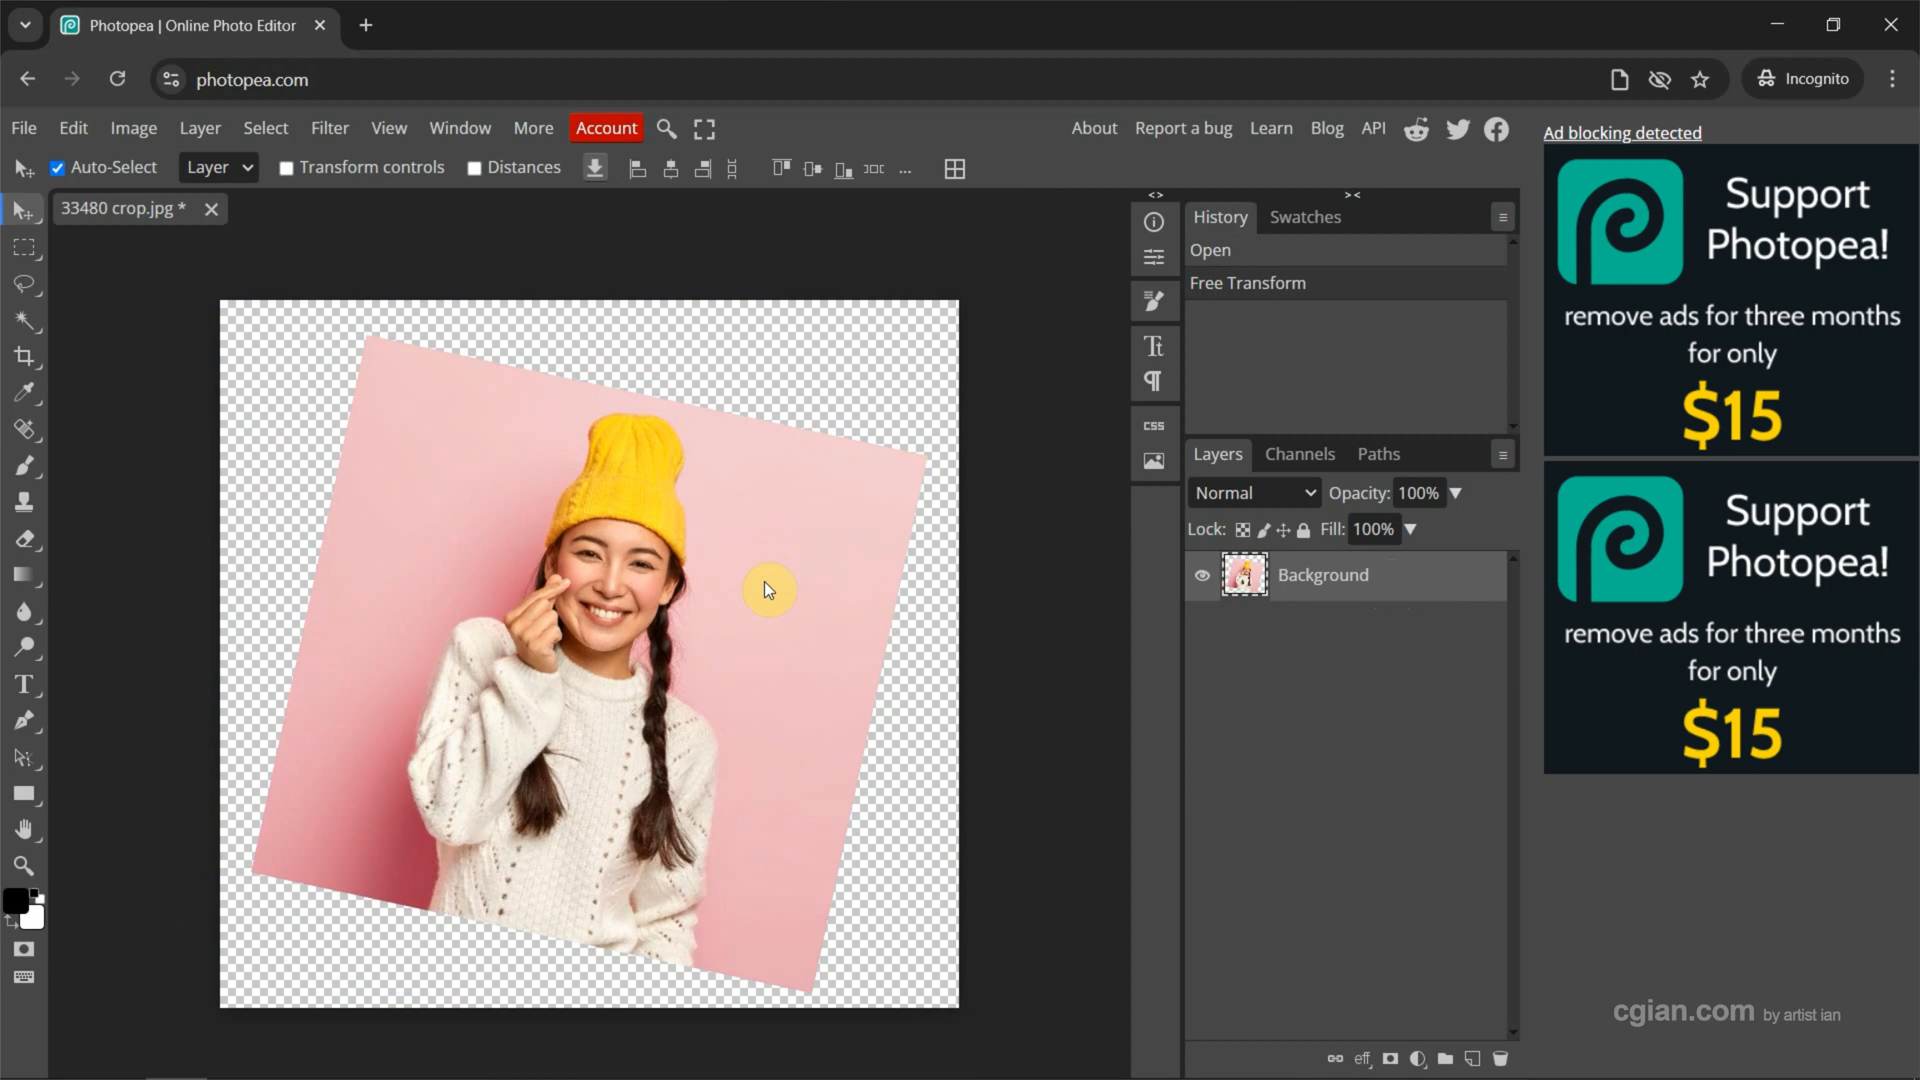 Photopea | Online Photo Editor
photopea.com
Incognito
File Edit Image Layer Select Filter View Window More Account
About Report a bug Learn Blog API
Auto-Select Layer Transform controls Distances ...
33480 crop.jpg *
<> ><
History Swatches
Open
Free Transform
Tt
CSS
Layers Channels Paths
Normal Opacity: 100%
Lock: Fill: 100%
Background
eff
Ad blocking detected
Support
Photopea!
remove ads for three months
for only
$15
Support
Photopea!
remove ads for three months
for only
$15
cgian.com by artist ian